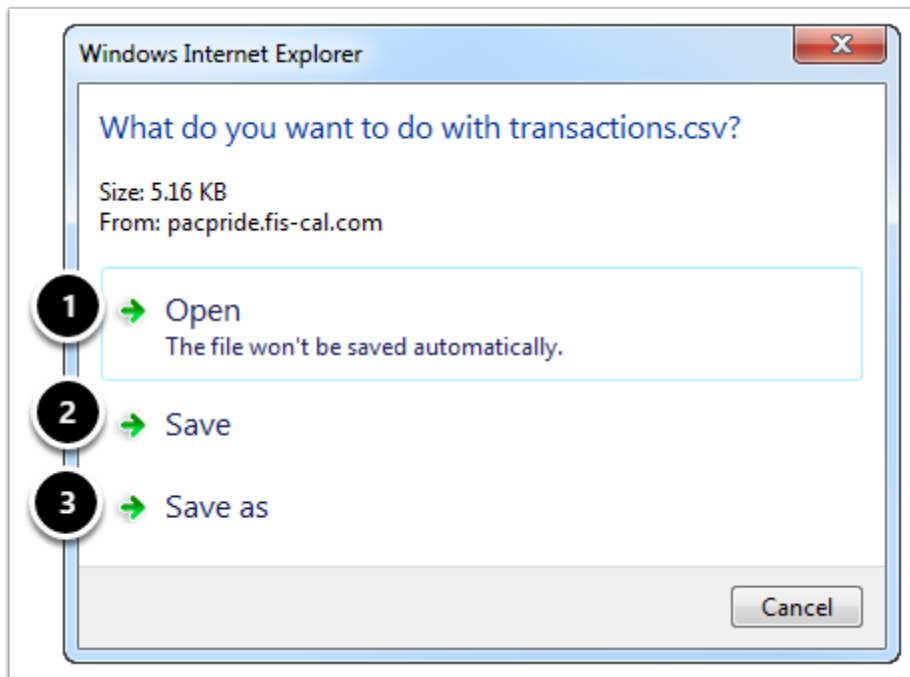 Windows Internet Explorer
x
What do you want to do with transactions.csv?
Size: 5.16 KB
From: pacpride.fis-cal.com
1
Open
The file won't be saved automatically.
2
Save
3
Save as
Cancel